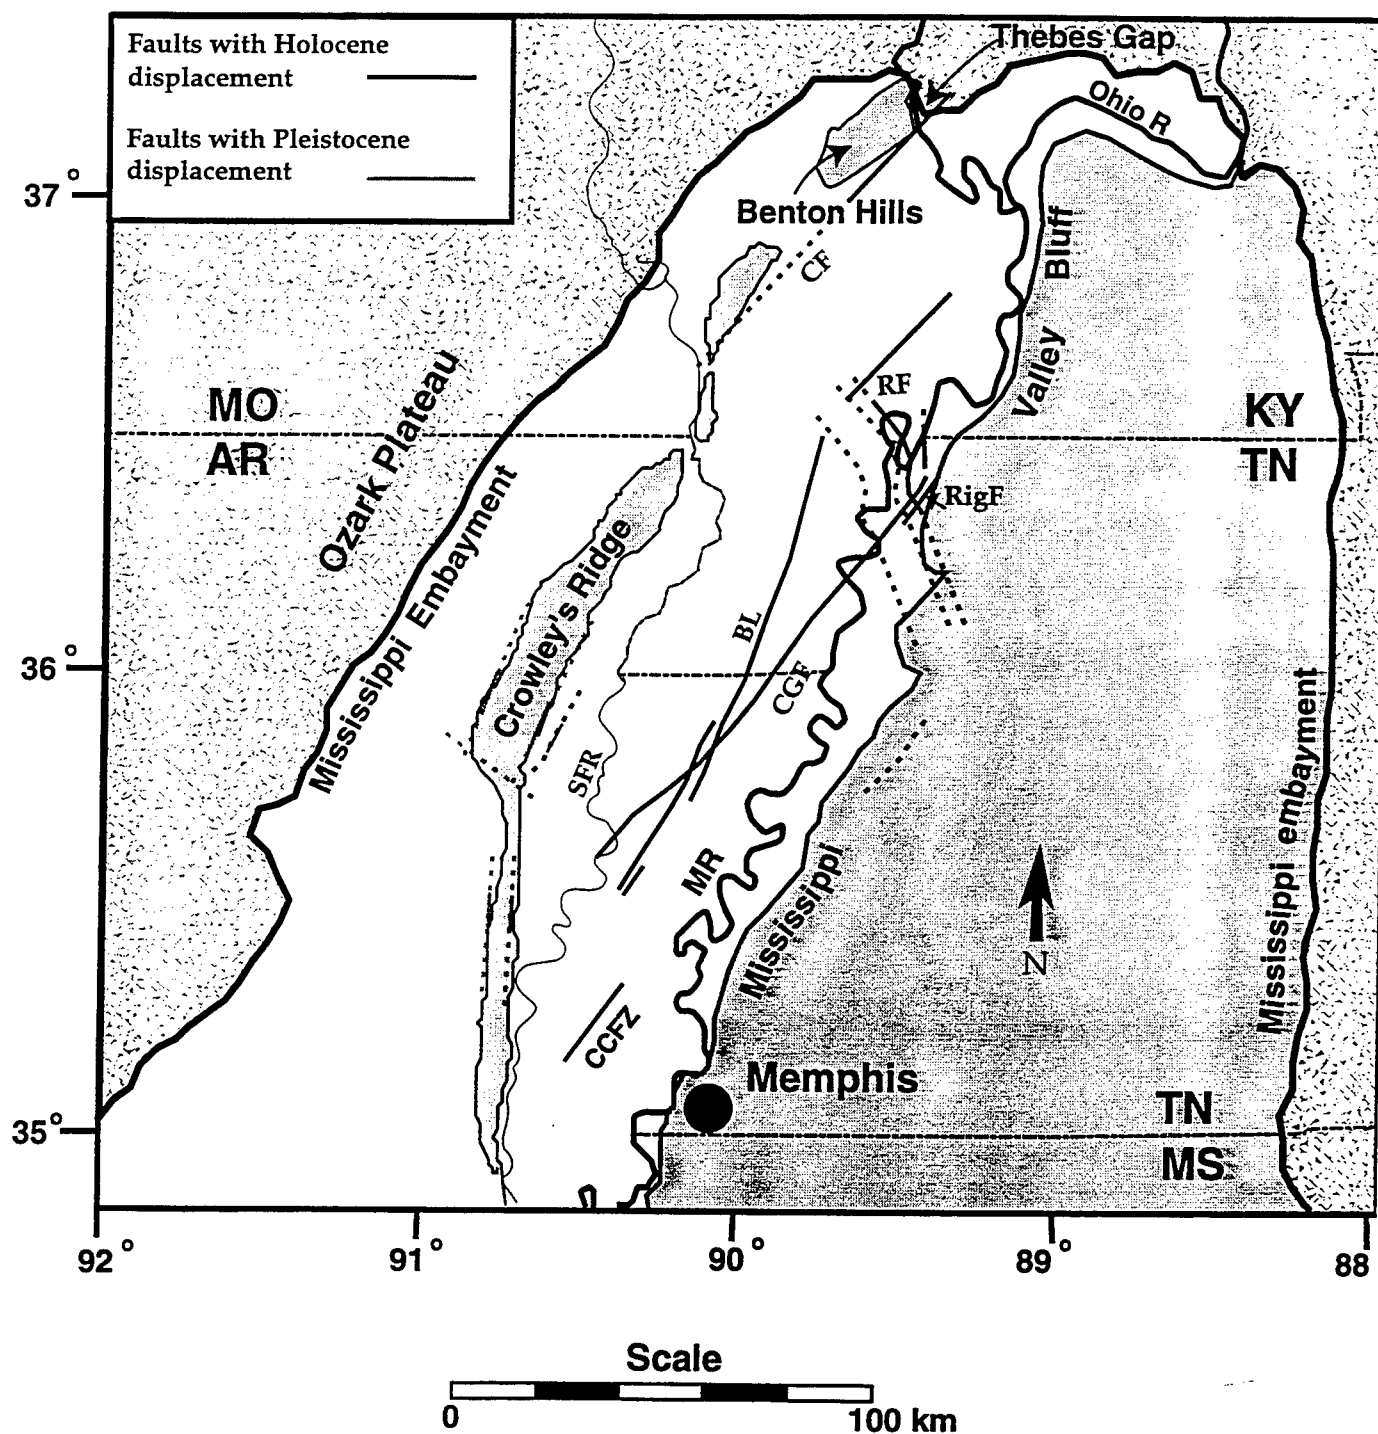 Faults with Holocene
displacement
Faults with Pleistocene
displacement
Thebes Gap
Ohio R
37°
Benton Hills
CF
Bluff
Valley
RF
MO
AR
KY
TN
Ozark Plateau
Mississippi Embayment
RigF
Crowley's Ridge
BL
36°
CGF
SFR
MR
Mississippi
Mississippi embayment
N
CCFZ
Memphis
35°
TN
MS
92°
91°
90°
89°
88
Scale
0
100 km